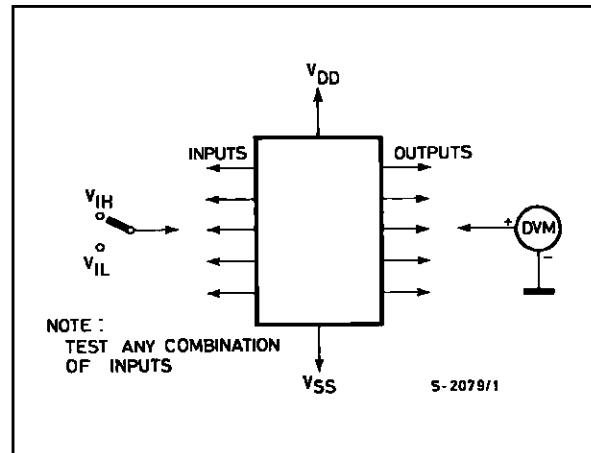 VDD
INPUTS
OUTPUTS
VIH
VIL
+
DVM
-
NOTE :
TEST ANY COMBINATION
OF INPUTS
VSS
S-2079/1